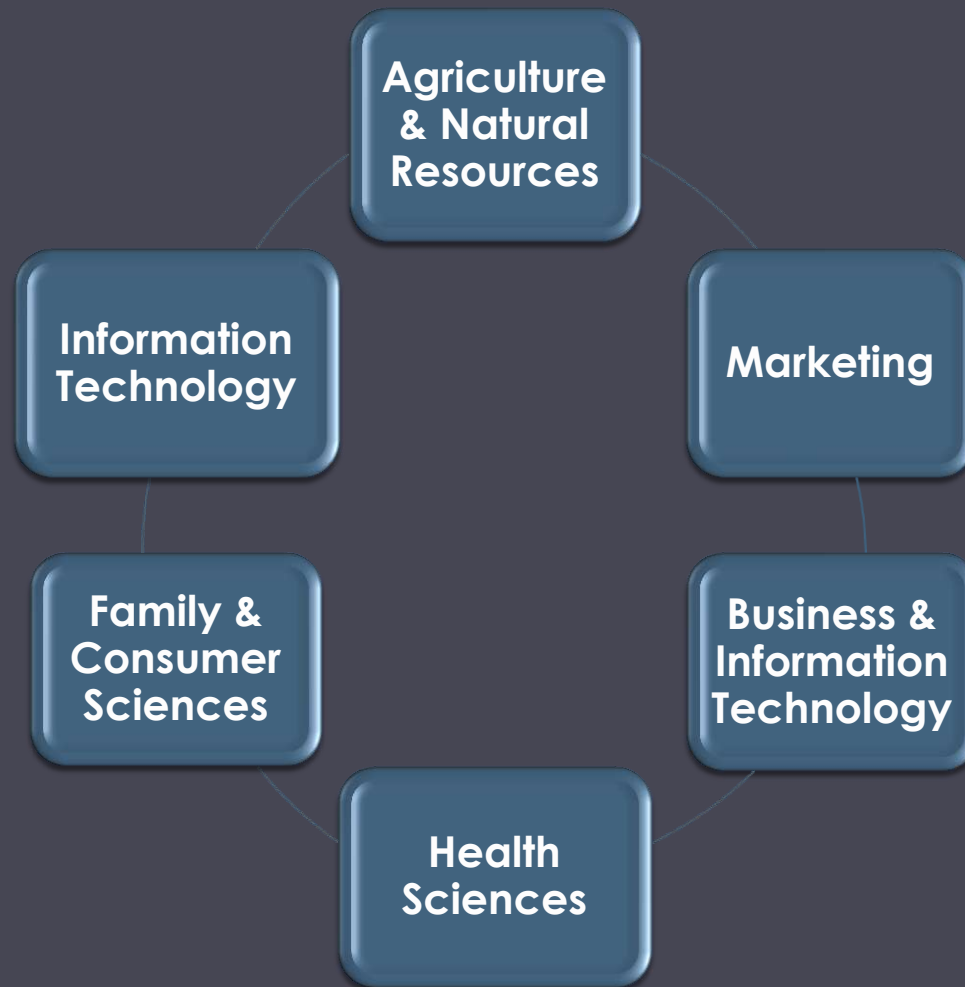 Agriculture
& Natural
Resources
Information
Technology
Marketing
Family &
Consumer
Sciences
Business &
Information
Technology
Health
Sciences